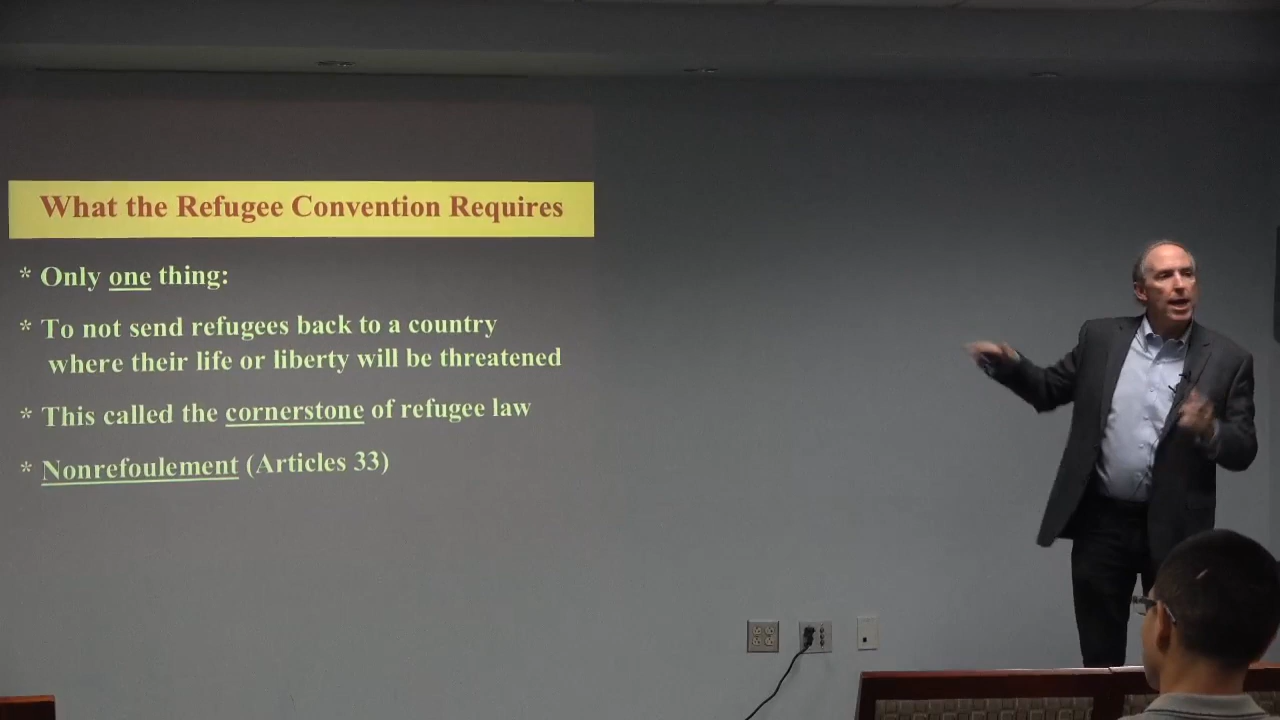 What the Refugee Convention Requires
* Only one thing:
* To not send refugees back to a country
where their life or liberty will be threatened
* This called the cornerstone of refugee law
* Nonrefoulement (Articles 33)